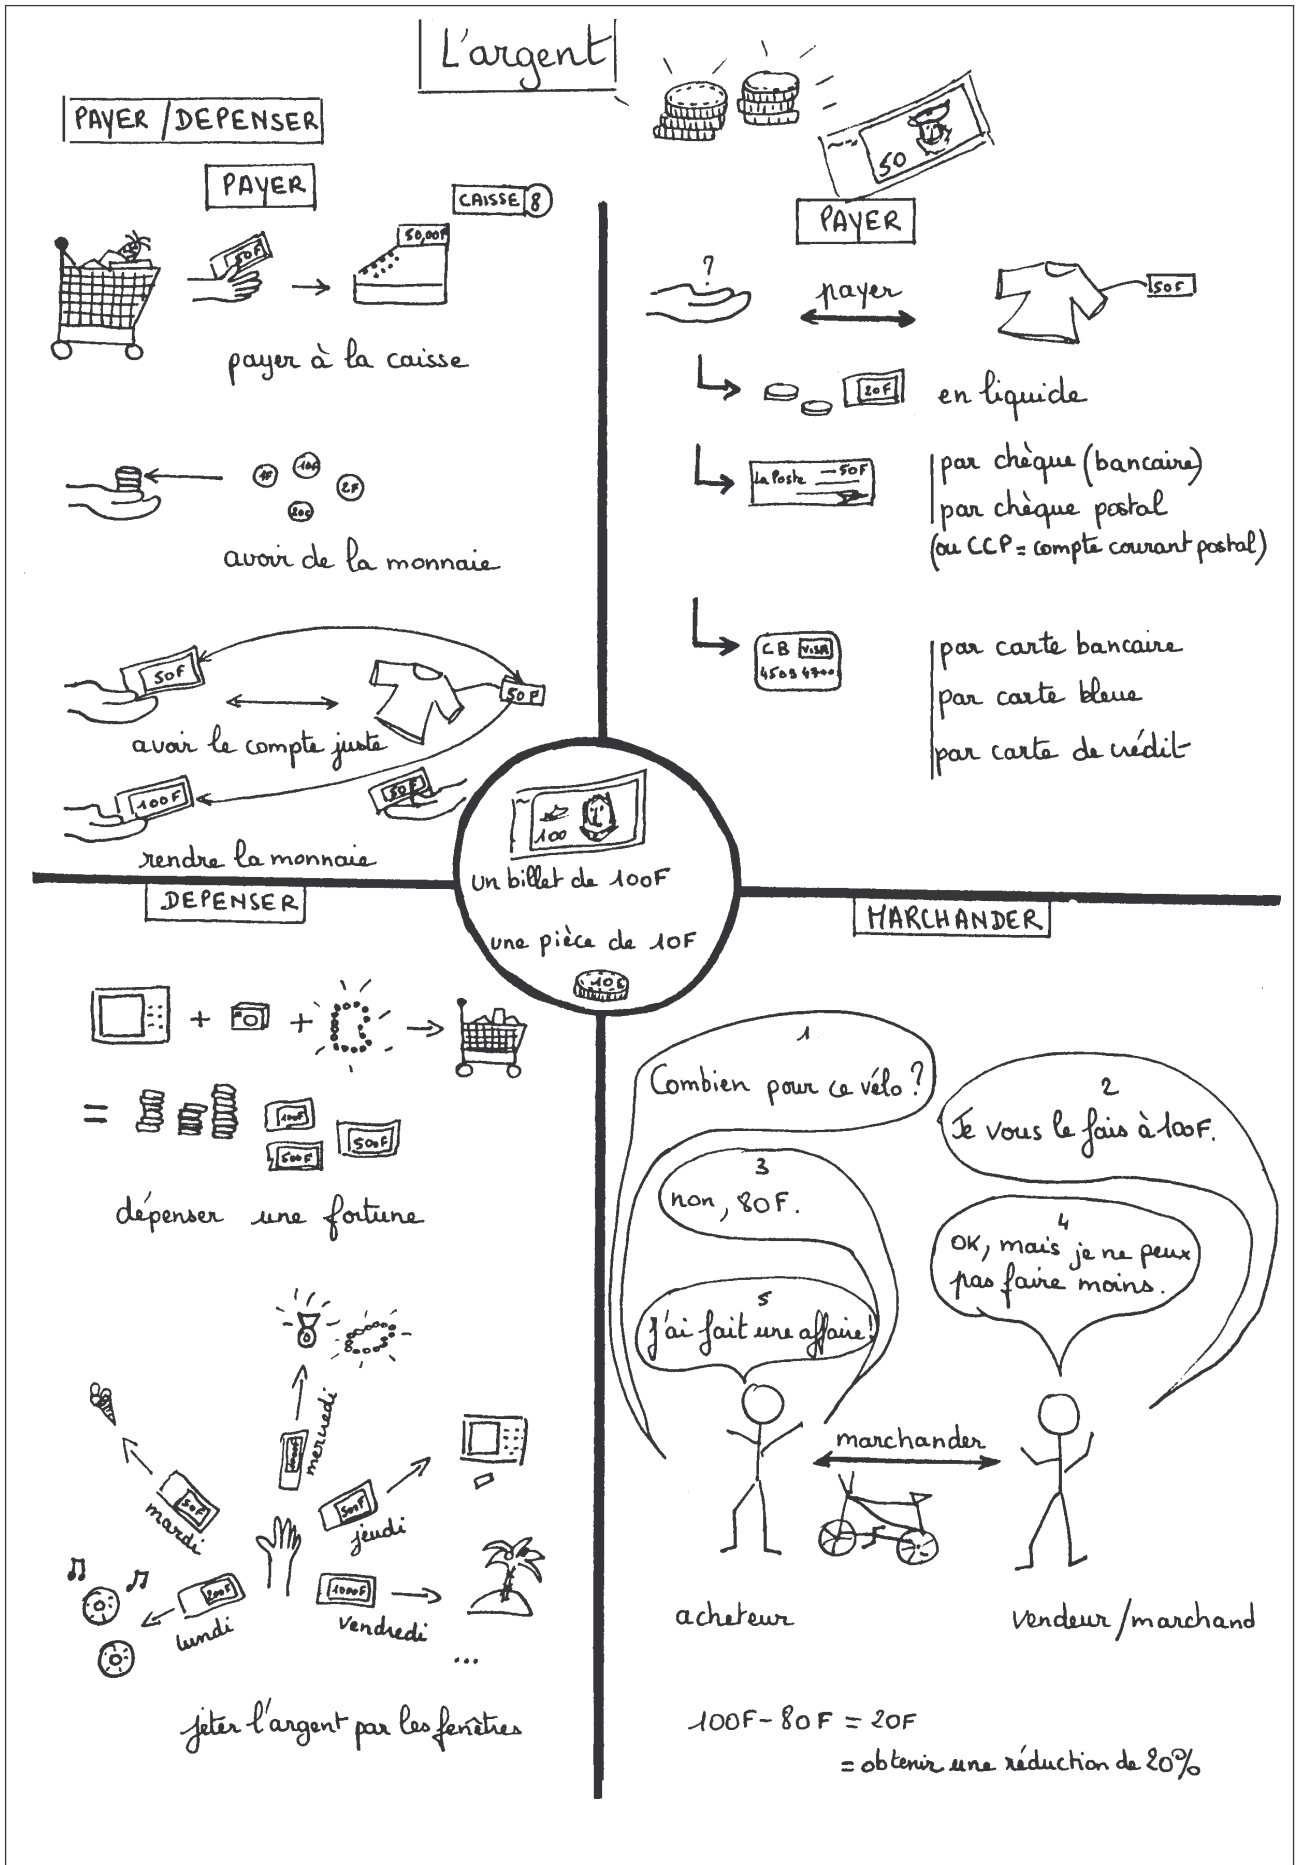 L'argent
50
PAYER / DEPENSER
PAYER
CAISSE 8
50F
50,00F
payer à la caisse
1F
10F
2F
20c
avoir de la monnaie
50F
50F
avoir le compte juste
100F
50F
rendre la monnaie
PAYER
?
payer
50F
20F
en liquide
La Poste 50F
par chèque (bancaire)
par chèque postal
(ou CCP = compte courant postal)
CB VISA
par carte bancaire
par carte bleue
par carte de crédit
100
un billet de 100F
une pièce de 10F
10F
DEPENSER
+ + 
=
100F
500F
500F
dépenser une fortune
mercredi
50F
mardi
500F
jeudi
200F
lundi
1000F
vendredi
...
jeter l'argent par les fenêtres
MARCHANDER
1
Combien pour ce vélo ?
2
Je vous le fais à 100F.
3
non, 80F.
4
OK, mais je ne peux
pas faire moins.
5
J'ai fait une affaire!
marchander
acheteur
vendeur / marchand
100F - 80F = 20F
= obtenir une réduction de 20%